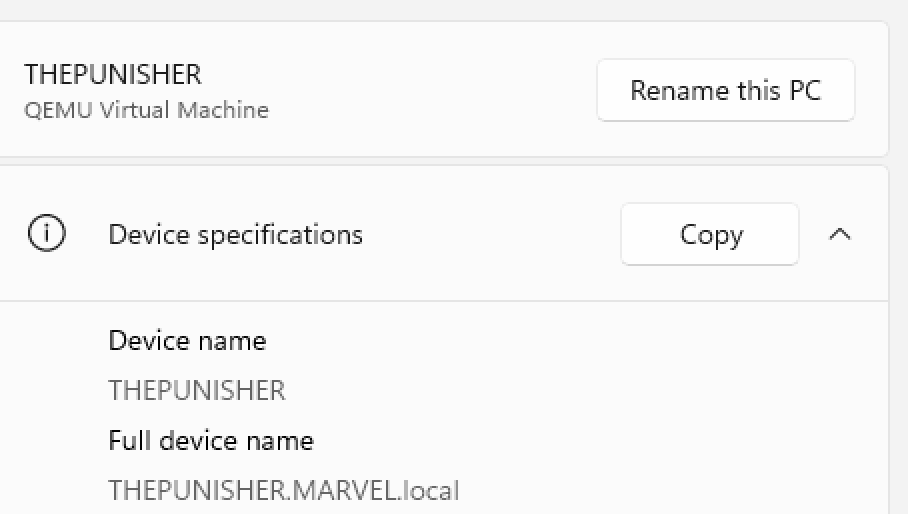 THEPUNISHER
QEMU Virtual Machine
Rename this PC
Device specifications
Copy
Device name
THEPUNISHER
Full device name
THEPUNISHER.MARVEL.local